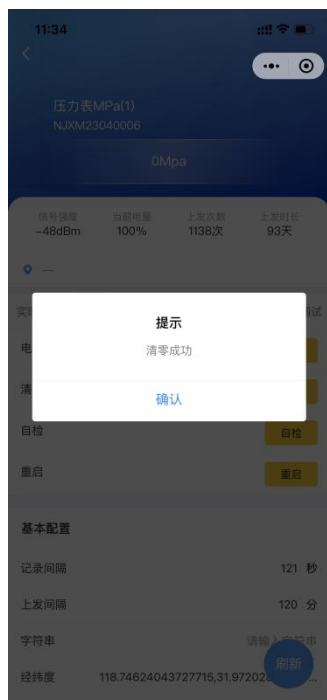 11:34
压力表MPa(1)
NJXM23040006
0Mpa
信号强度 当前电量 上发次数 上发时长
-48dBm 100% 1138次 93天
—
提示
清零成功
确认
自检 自检
重启 重启
基本配置
记录间隔 121 秒
上发间隔 120 分
字符串 请输入字符串
刷新
经纬度 118.74624043727715,31.97202